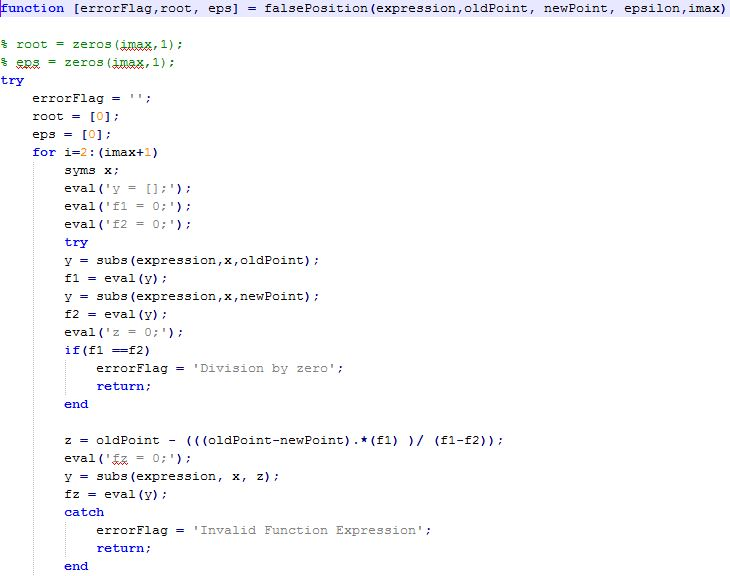 function [errorFlag,root, eps] = falsePosition(expression,oldPoint, newPoint, epsilon,imax)
% root = zeros(imax,1);
% eps = zeros(imax,1);
try
errorFlag = '';
root = [0];
eps = [0];
for i=2:(imax+1)
syms x;
eval('y = [];');
eval('f1 = 0;');
eval('f2 = 0;');
try
y = subs(expression,x,oldPoint);
f1 = eval(y);
y = subs(expression,x,newPoint);
f2 = eval(y);
eval('z = 0;');
if(f1 ==f2)
errorFlag = 'Division by zero';
return;
end
z = oldPoint - (((oldPoint-newPoint).*(f1) )/ (f1-f2));
eval('fz = 0;');
y = subs(expression, x, z);
fz = eval(y);
catch
errorFlag = 'Invalid Function Expression';
return;
end